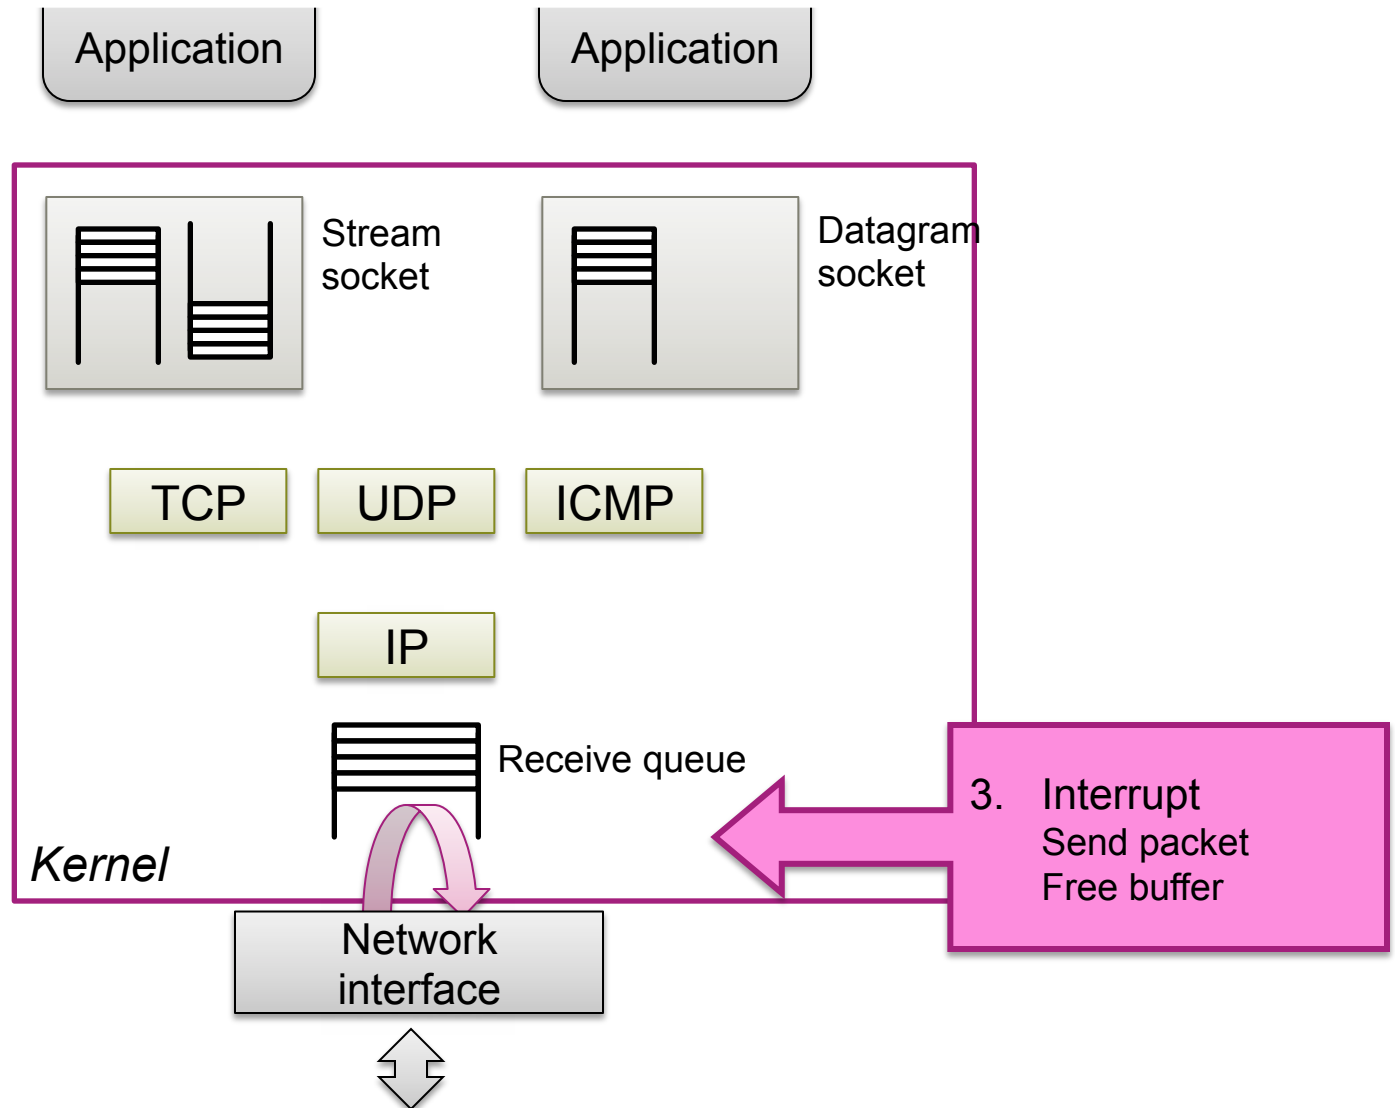 Application
Application
Stream
socket
Datagram
socket
TCP
UDP
ICMP
IP
Receive queue
3. Interrupt
Send packet
Free buffer
Kernel
Network
interface